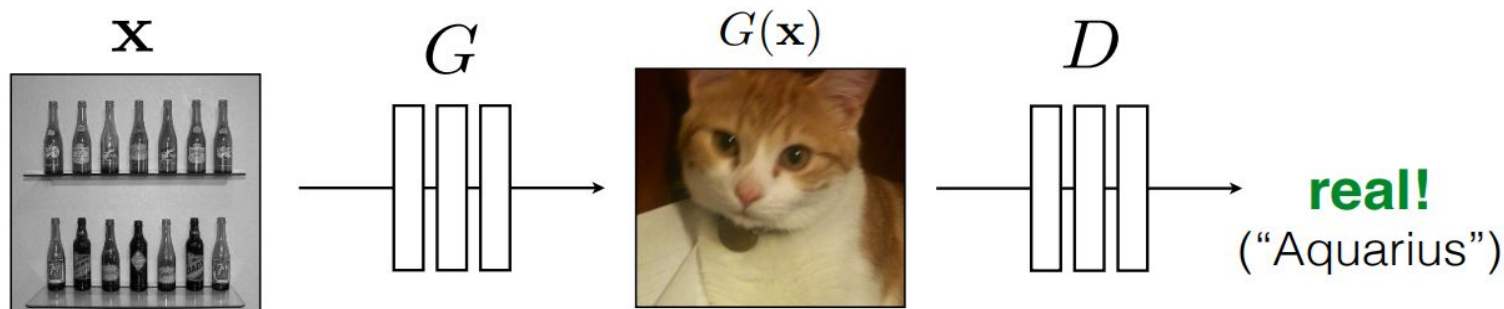 x
G
G(x)
D
real!
(“Aquarius”)